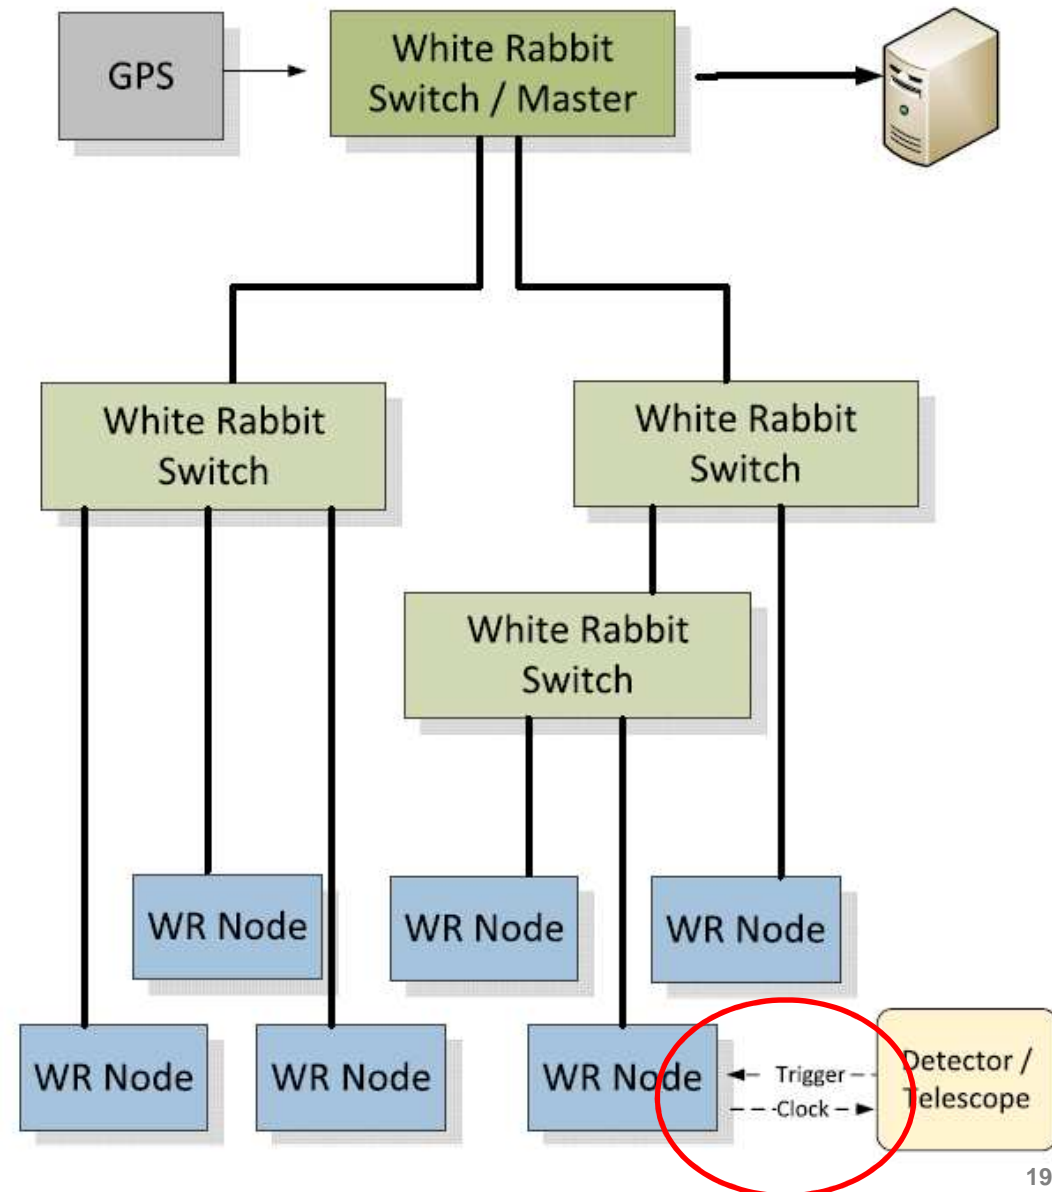 GPS
White Rabbit
Switch / Master
White Rabbit
Switch
White Rabbit
Switch
White Rabbit
Switch
WR Node
WR Node
WR Node
WR Node
WR Node
WR Node
Trigger
Clock
Detector /
Telescope
19